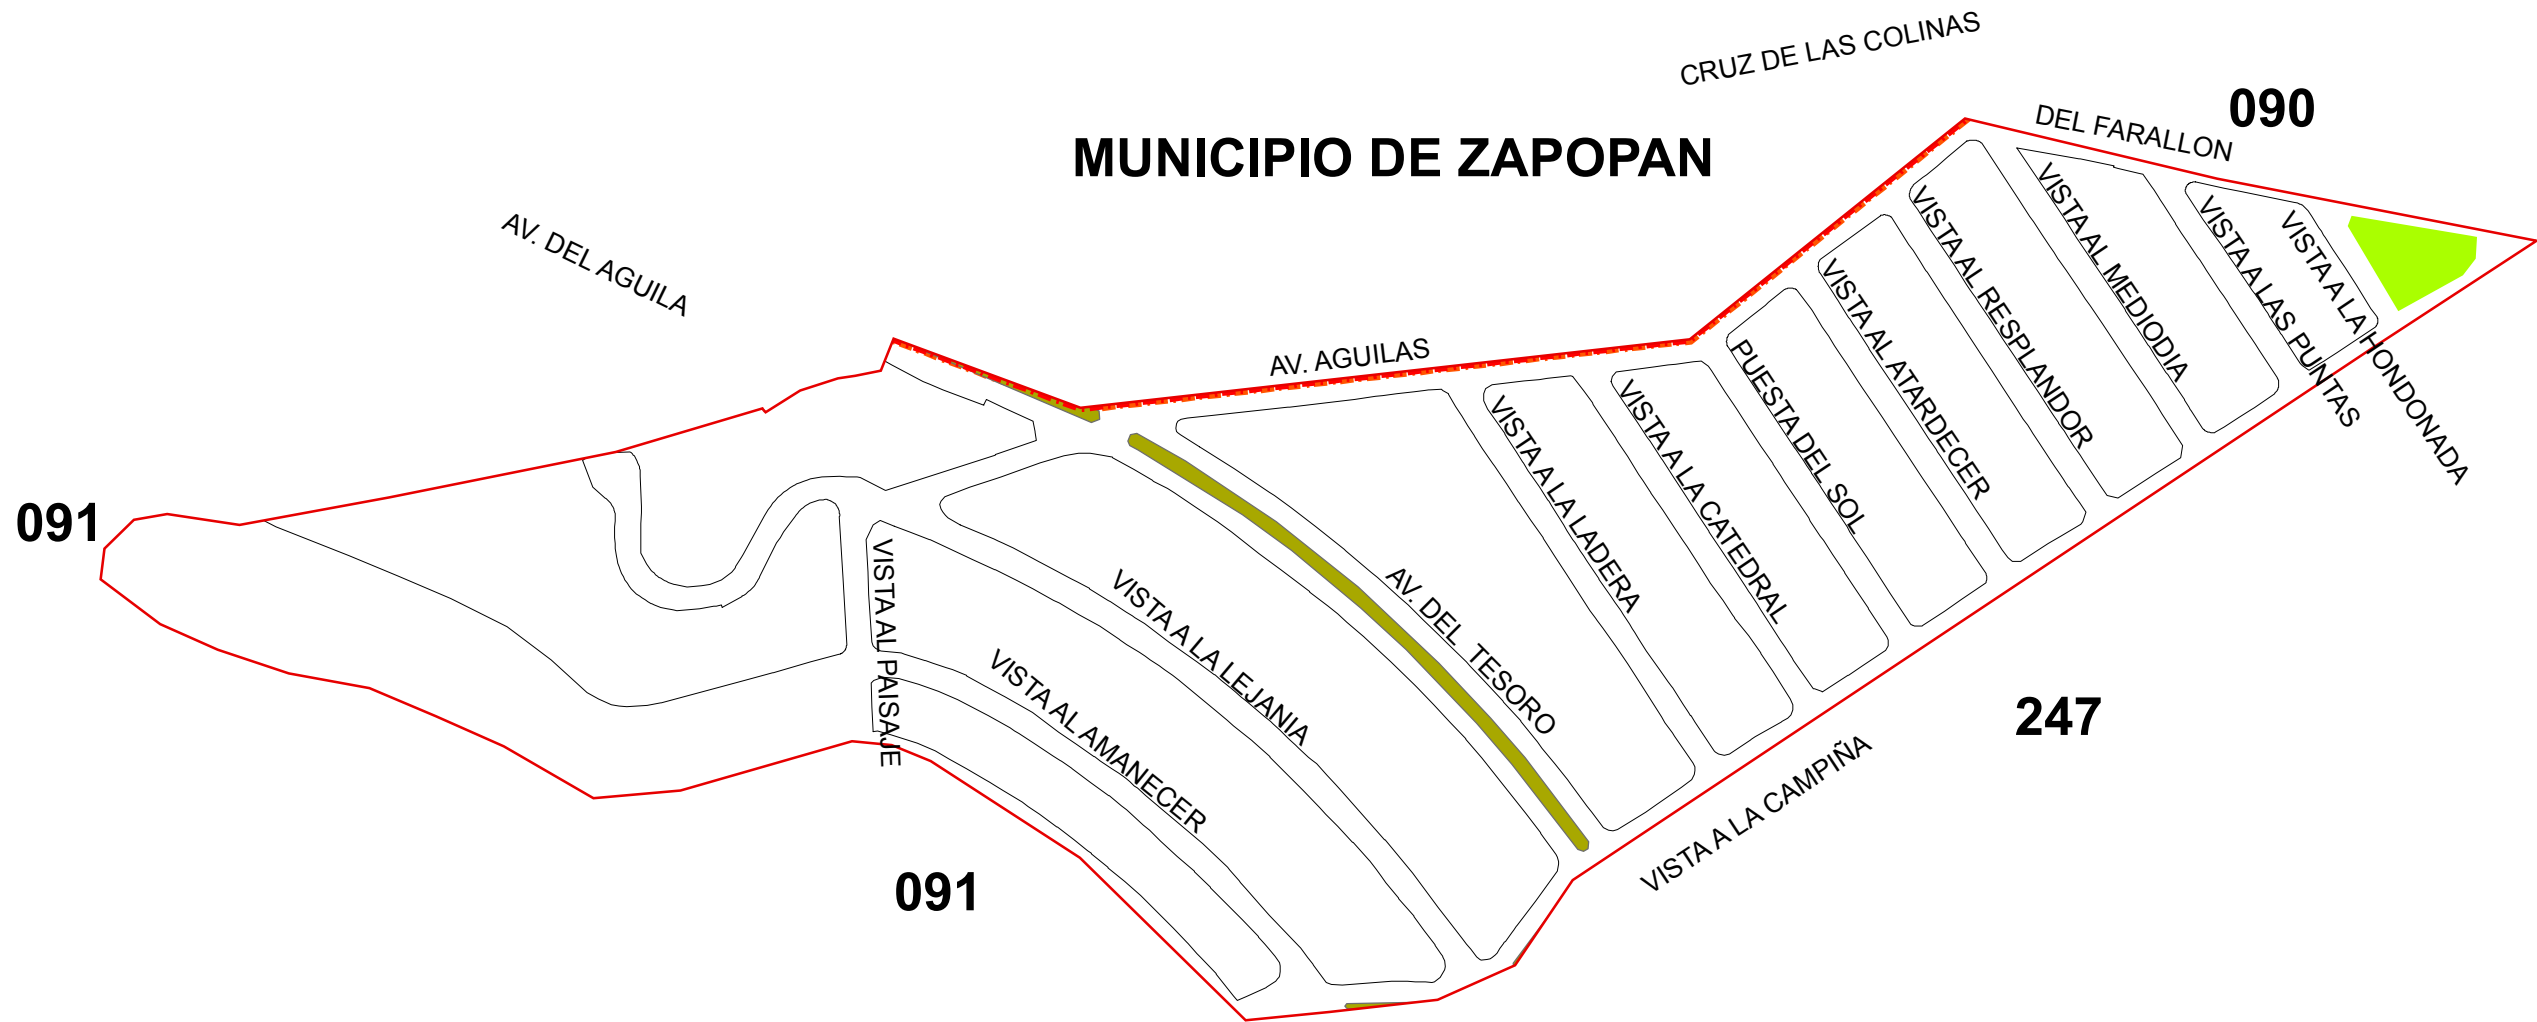 CRUZ DE LAS COLINAS
090
DEL FARALLON
MUNICIPIO DE ZAPOPAN
AV. DEL AGUILA
AV. AGUILAS
VISTA AL MEDIODIA
VISTA AL RESPLANDOR
VISTA A LAS PUNTAS
VISTA A LA HONDONADA
VISTA AL ATARDECER
PUESTA DEL SOL
VISTA A LA CATEDRAL
VISTA A LA LADERA
091
VISTA AL PAISAJE
VISTA A LA LEJANIA
AV. DEL TESORO
VISTA AL AMANECER
247
VISTA A LA CAMPIÑA
091